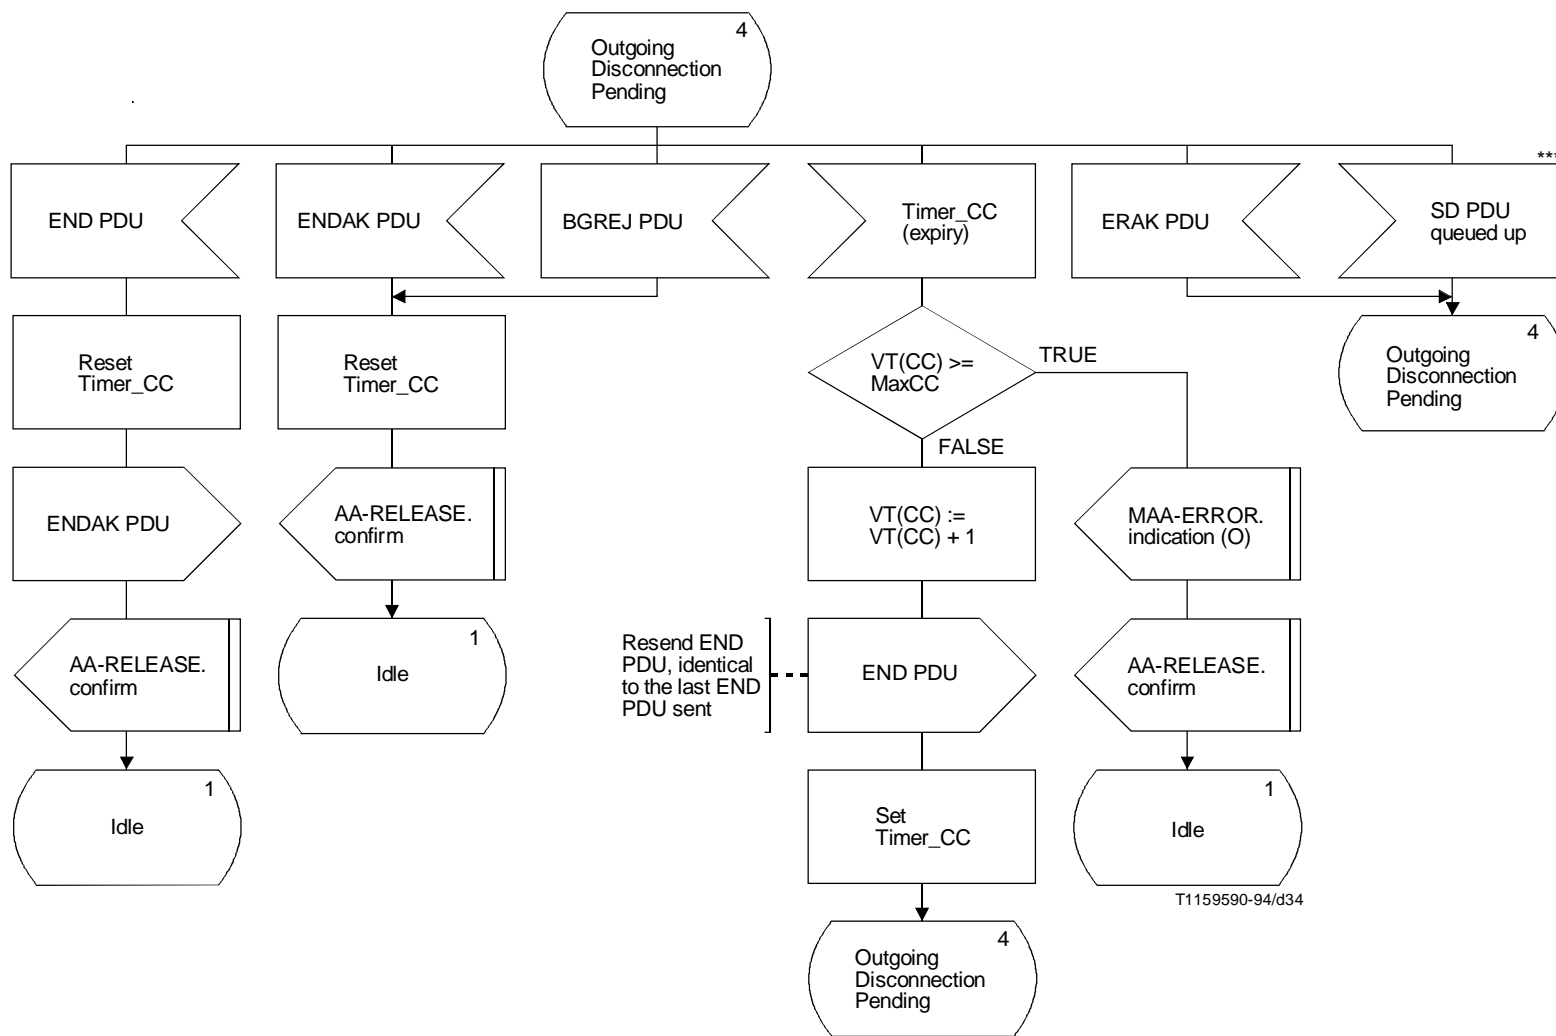 4
Outgoing
Disconnection
Pending
***
END PDU
ENDAK PDU
BGREJ PDU
Timer_CC
(expiry)
ERAK PDU
SD PDU
queued up
Reset
Timer_CC
Reset
Timer_CC
VT(CC) >=
MaxCC
TRUE
FALSE
4
Outgoing
Disconnection
Pending
ENDAK PDU
AA-RELEASE.
confirm
VT(CC) :=
VT(CC) + 1
MAA-ERROR.
indication (O)
AA-RELEASE.
confirm
1
Idle
Resend END
PDU, identical
to the last END
PDU sent
END PDU
AA-RELEASE.
confirm
1
Idle
Set
Timer_CC
1
Idle
T1159590-94/d34
4
Outgoing
Disconnection
Pending